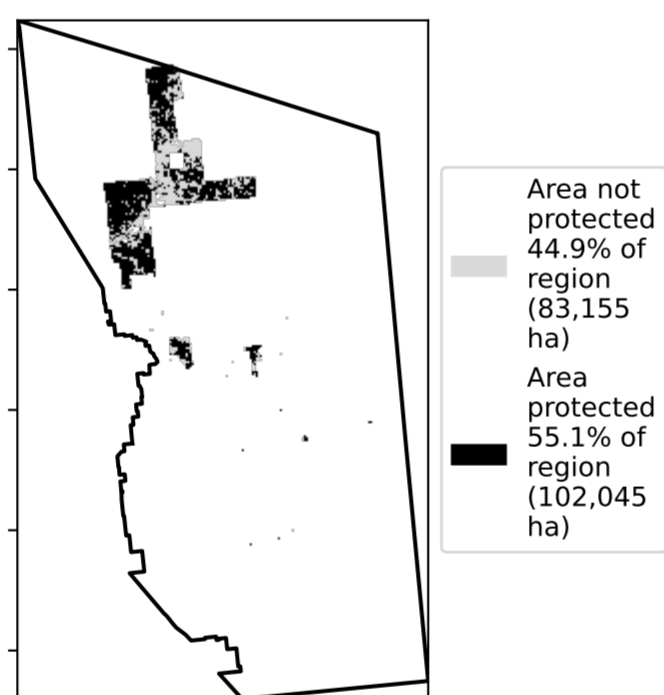 Area not
protected
44.9% of
region
(83,155
ha)
Area
protected
55.1% of
region
(102,045
ha)